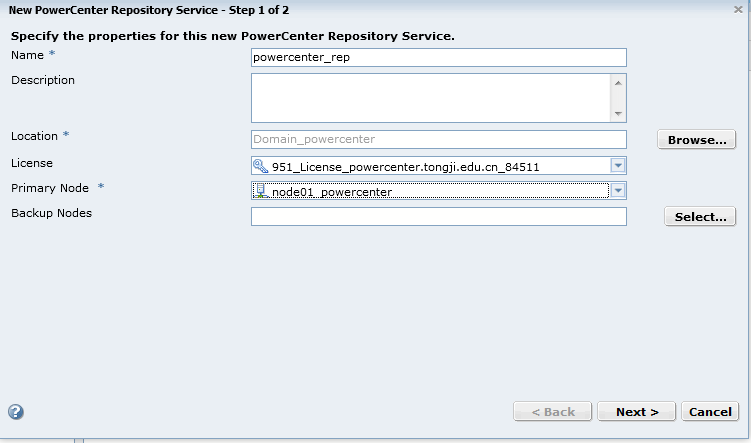 New PowerCenter Repository Service - Step 1 of 2
Specify the properties for this new PowerCenter Repository Service.
Name *
powercenter_rep
Description
Location *
Domain_powercenter
Browse...
License
951_License_powercenter.tongji.edu.cn_84511
Primary Node *
node01_powercenter
Backup Nodes
Select...
?
< Back
Next >
Cancel